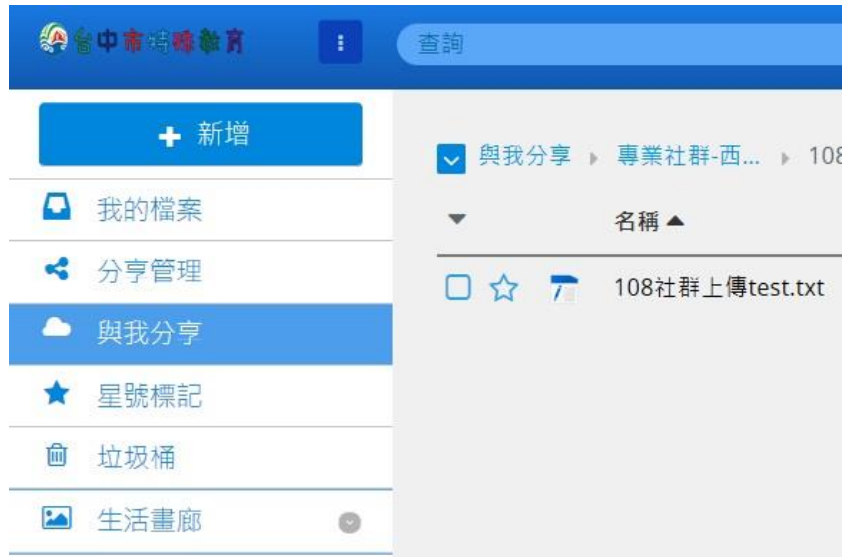 台中市特殊教育
查詢
新增
與我分享 專業社群-西... 108
我的檔案
名稱
分享管理
108社群上傳test.txt
與我分享
星號標記
垃圾桶
生活畫廊